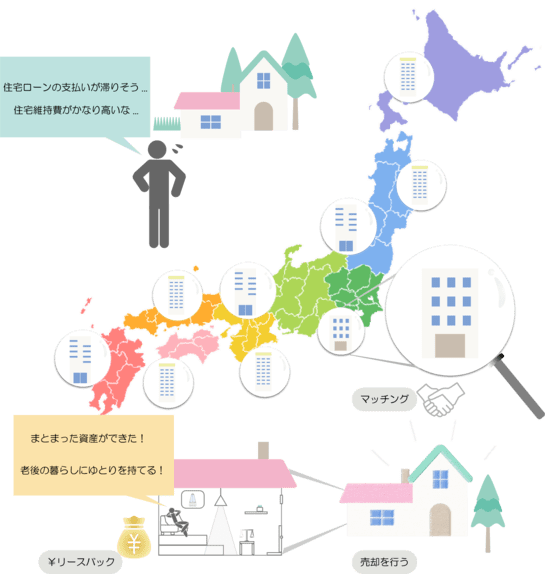 住宅ローンの支払いが滞りそう...
住宅維持費がかなり高いな...
マッチング
まとまった資産ができた!
老後の暮らしにゆとりを持てる!
¥
¥リースバック
売却を行う